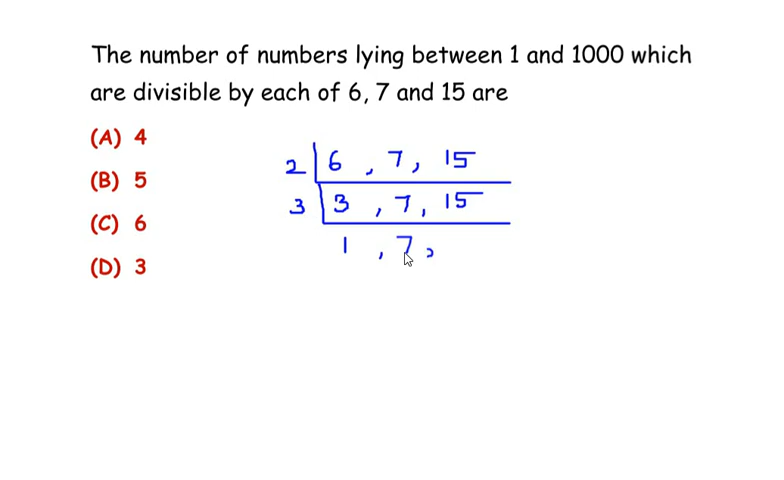 The number of numbers lying between 1 and 1000 which
are divisible by each of 6, 7 and 15 are
(A) 4
(B) 5
(C) 6
(D) 3
2 6 , 7, 15
3 3 , 7, 15
1 , 7,